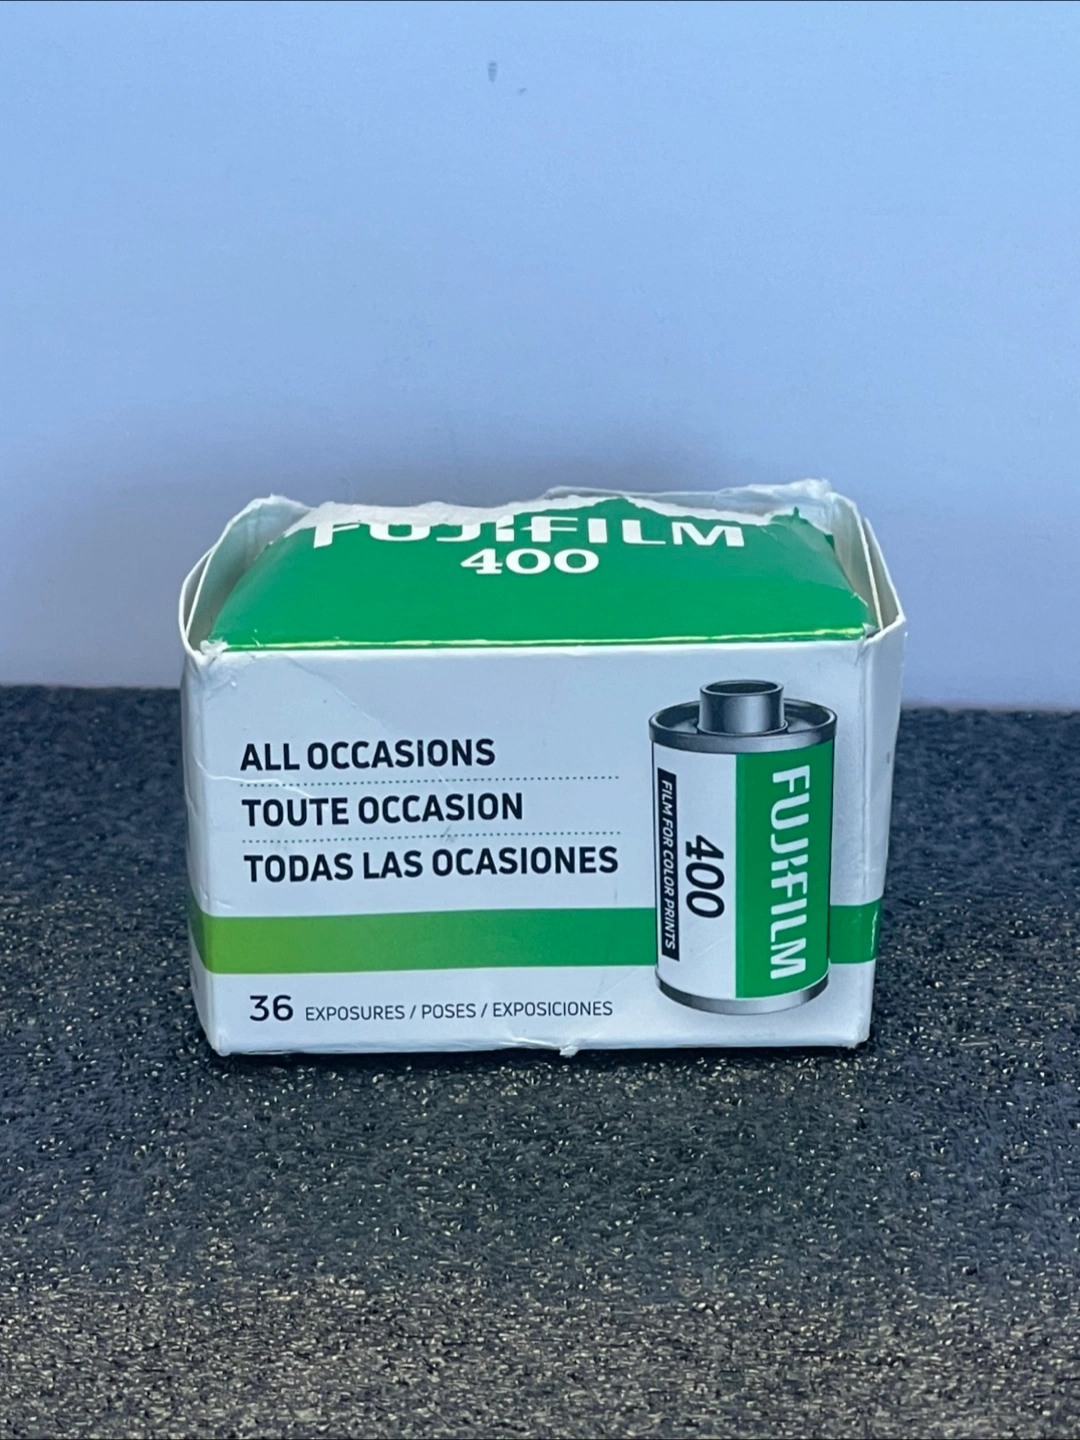 FUJIFILM
400
ALL OCCASIONS
TOUTE OCCASION
TODAS LAS OCASIONES
36 EXPOSURES / POSES / EXPOSICIONES
FUJIFILM
400
FILM FOR COLOR PRINTS